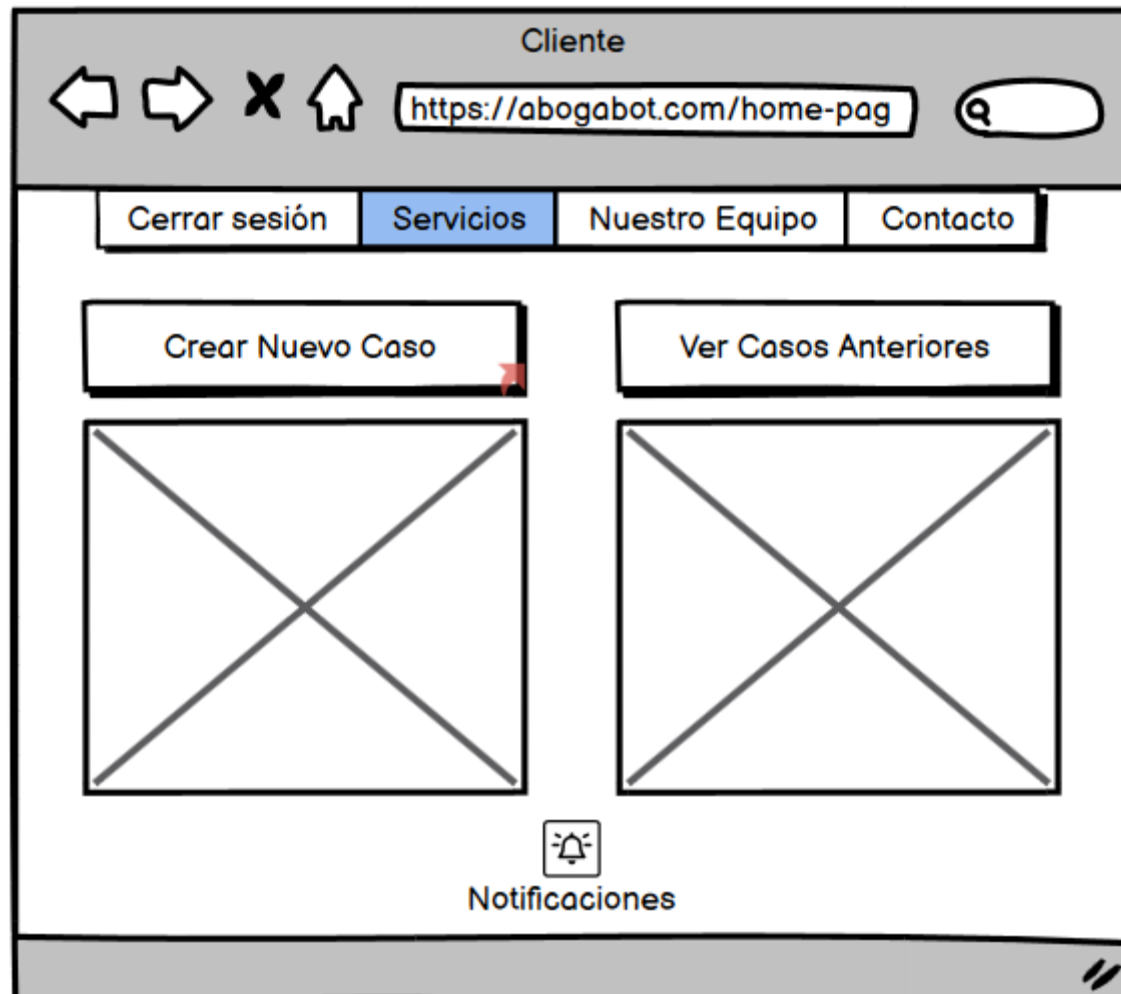 Cliente
https://abogabot.com/home-pag
Cerrar sesión Servicios Nuestro Equipo Contacto
Crear Nuevo Caso Ver Casos Anteriores
Notificaciones